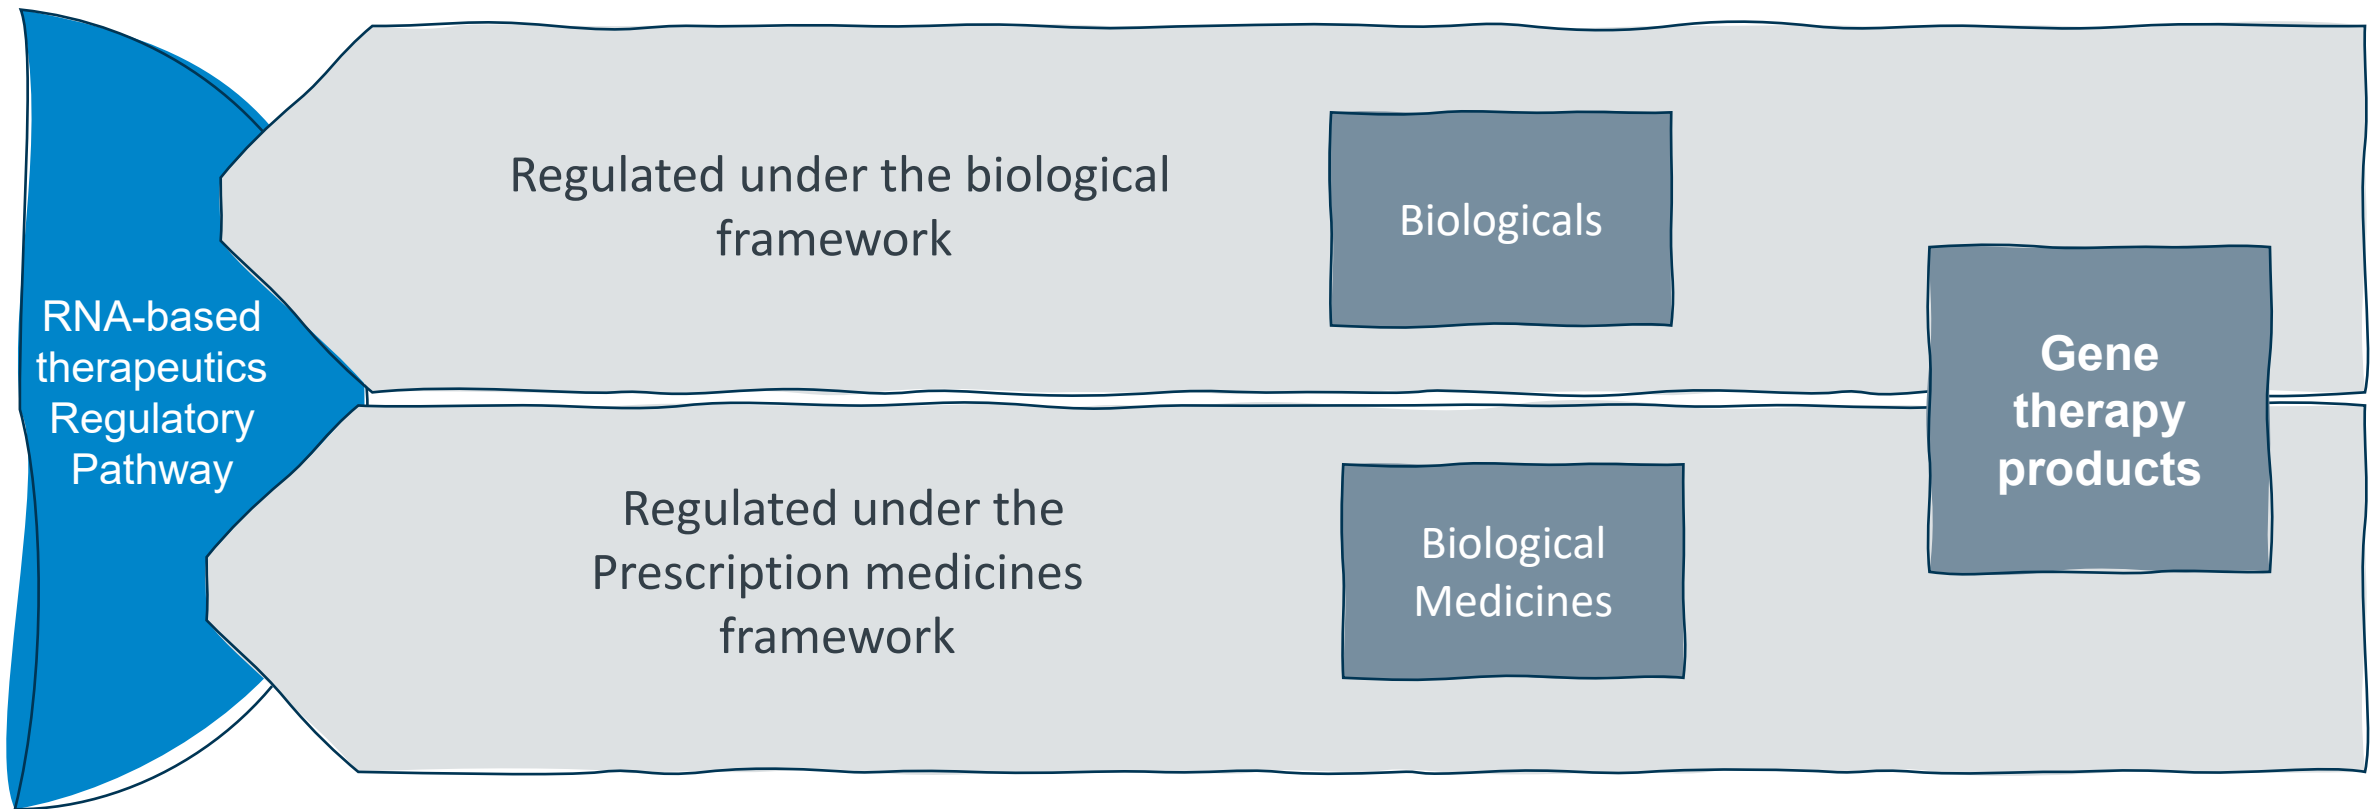 RNA-based
therapeutics
Regulatory
Pathway
Regulated under the biological
framework
Biologicals
Regulated under the
Prescription medicines
framework
Biological
Medicines
Gene
therapy
products